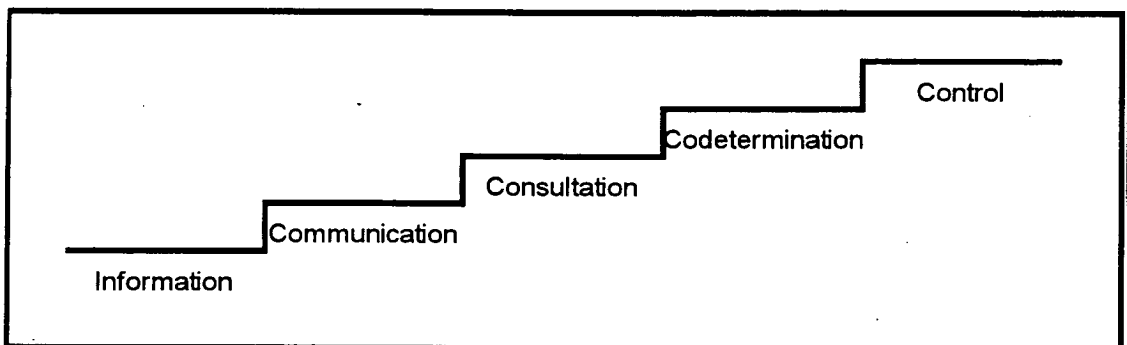 Control
Codetermination
Consultation
Communication
Information